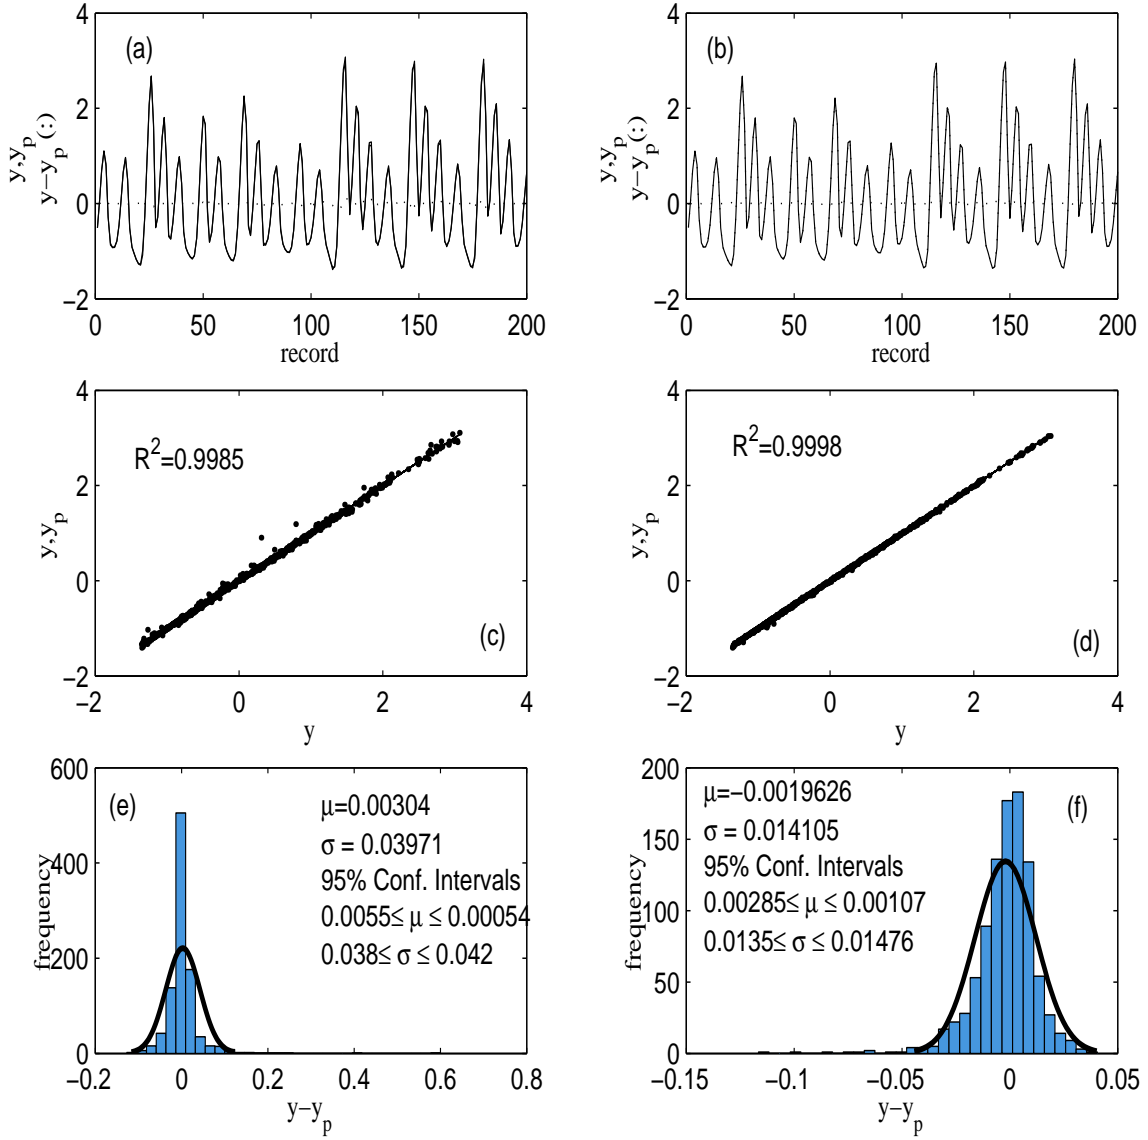 4
2
0
−2
(a)
y,y_p
y−y_p(:)
0
50
100
150
200
record
4
2
0
−2
(b)
y,y_p
y−y_p(:)
0
50
100
150
200
record
4
2
0
−2
R^2=0.9985
(c)
y,y_p
−2
0
2
4
y
4
2
0
−2
R^2=0.9998
(d)
y,y_p
−2
0
2
4
y
600
400
200
0
(e)
frequency
μ=0.00304
σ = 0.03971
95% Conf. Intervals
0.0055≤ μ ≤ 0.00054
0.038≤ σ ≤ 0.042
−0.2
0
0.2
0.4
0.6
0.8
y−y_p
200
150
100
50
0
μ=−0.0019626
σ = 0.014105
95% Conf. Intervals
0.00285≤ μ ≤ 0.00107
0.0135≤ σ ≤ 0.01476
(f)
frequency
−0.15
−0.1
−0.05
0
0.05
y−y_p